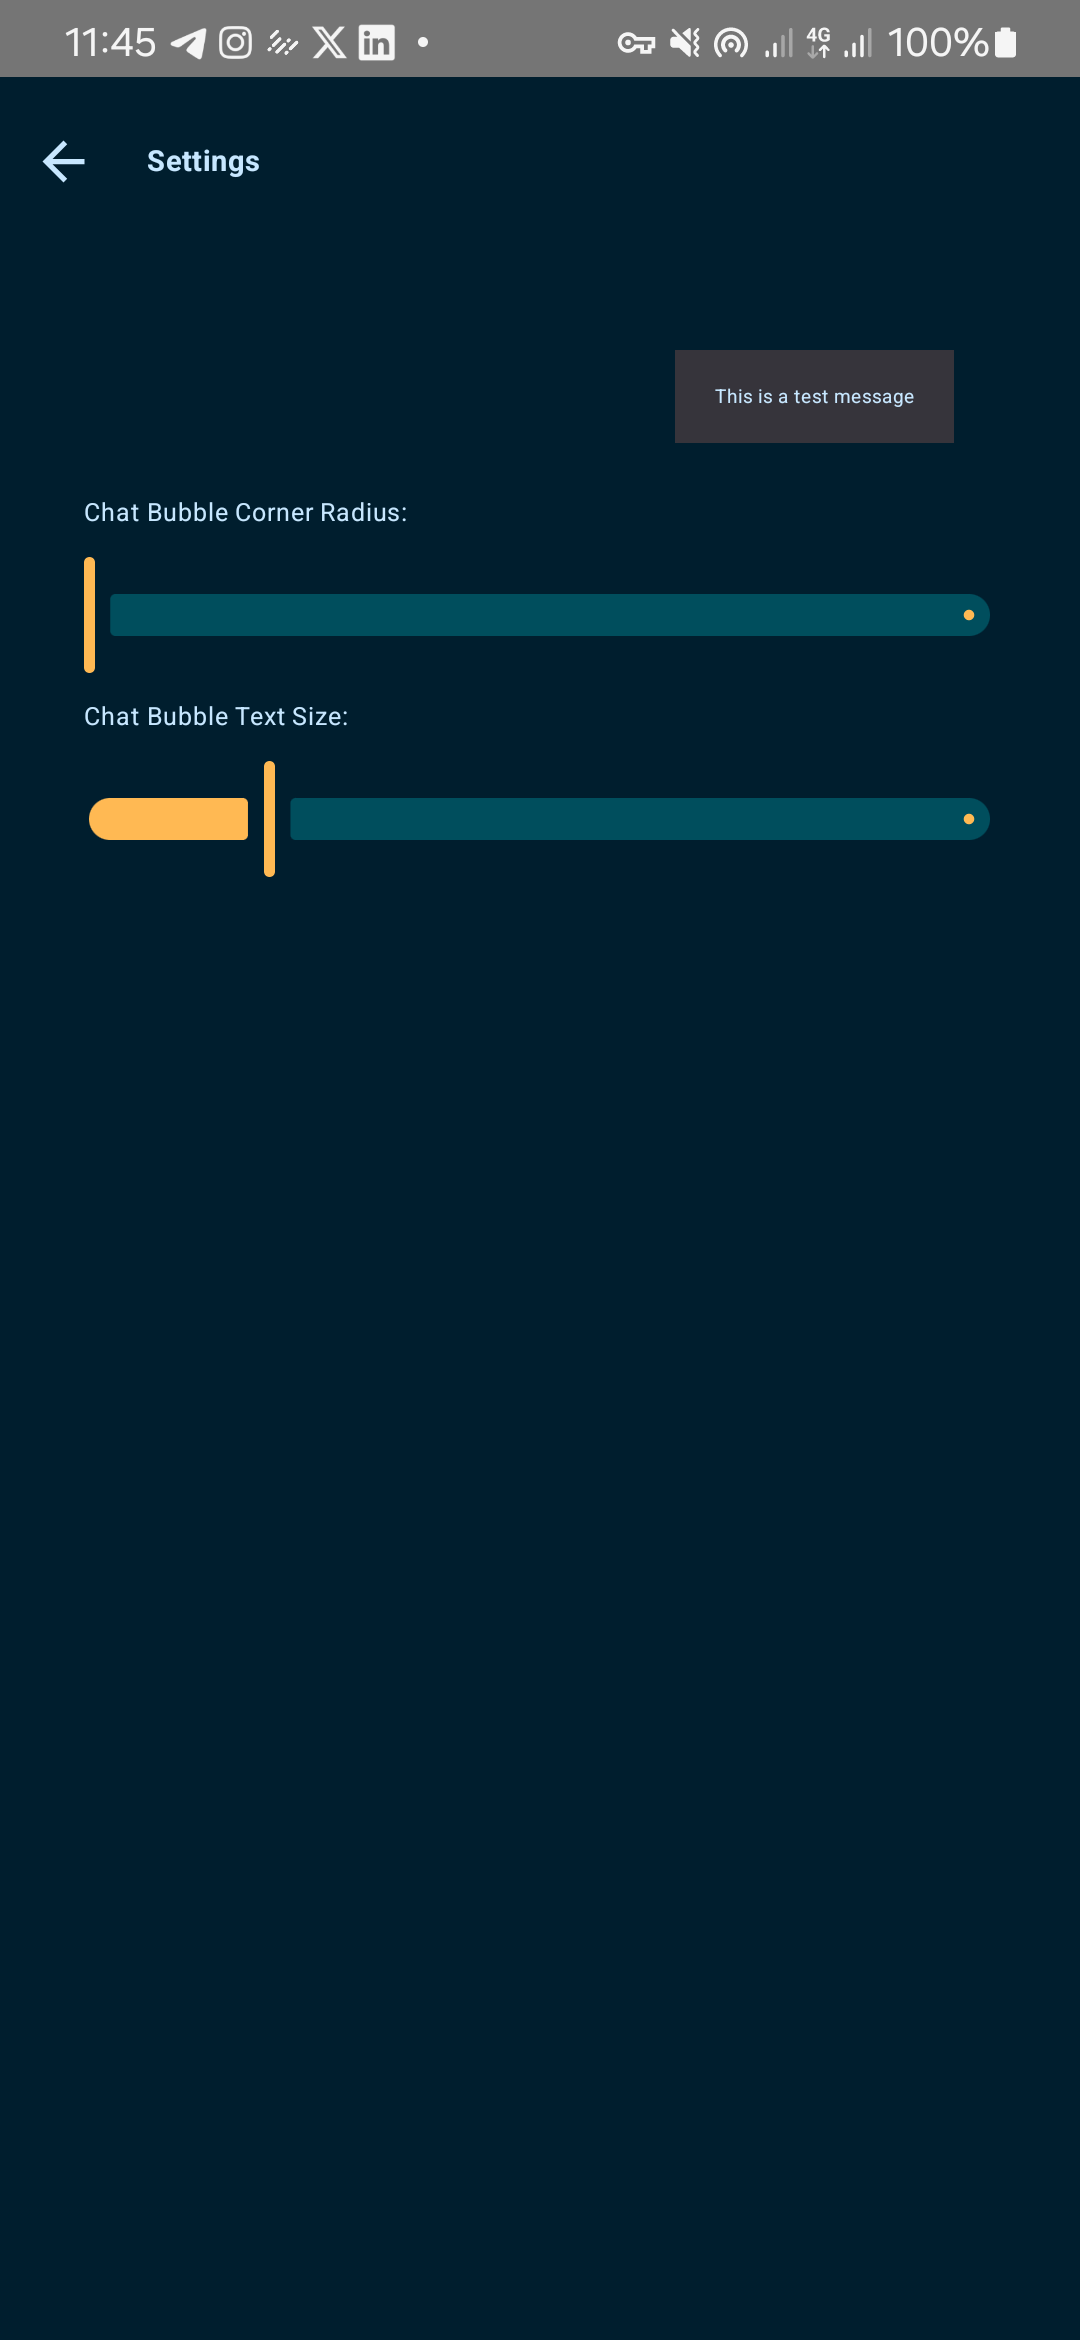 11:45
4G
100%
Settings
This is a test message
Chat Bubble Corner Radius:
Chat Bubble Text Size: